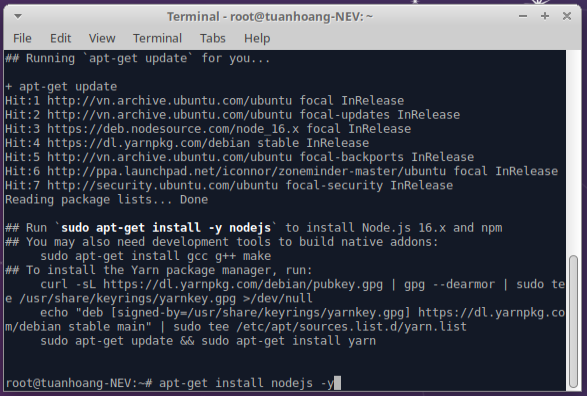 Terminal - root@tuanhoang-NEV: ~
File Edit View Terminal Tabs Help
## Running `apt-get update` for you...
+ apt-get update
Hit:1 http://vn.archive.ubuntu.com/ubuntu focal InRelease
Hit:2 http://vn.archive.ubuntu.com/ubuntu focal-updates InRelease
Hit:3 https://deb.nodesource.com/node_16.x focal InRelease
Hit:4 https://dl.yarnpkg.com/debian stable InRelease
Hit:5 http://vn.archive.ubuntu.com/ubuntu focal-backports InRelease
Hit:6 http://ppa.launchpad.net/iconnor/zoneminder-master/ubuntu focal InRelease
Hit:7 http://security.ubuntu.com/ubuntu focal-security InRelease
Reading package lists... Done
## Run `sudo apt-get install -y nodejs` to install Node.js 16.x and npm
## You may also need development tools to build native addons:
sudo apt-get install gcc g++ make
## To install the Yarn package manager, run:
curl -sL https://dl.yarnpkg.com/debian/pubkey.gpg | gpg --dearmor | sudo te
e /usr/share/keyrings/yarnkey.gpg >/dev/null
echo "deb [signed-by=/usr/share/keyrings/yarnkey.gpg] https://dl.yarnpkg.co
m/debian stable main" | sudo tee /etc/apt/sources.list.d/yarn.list
sudo apt-get update && sudo apt-get install yarn
root@tuanhoang-NEV:~# apt-get install nodejs -y